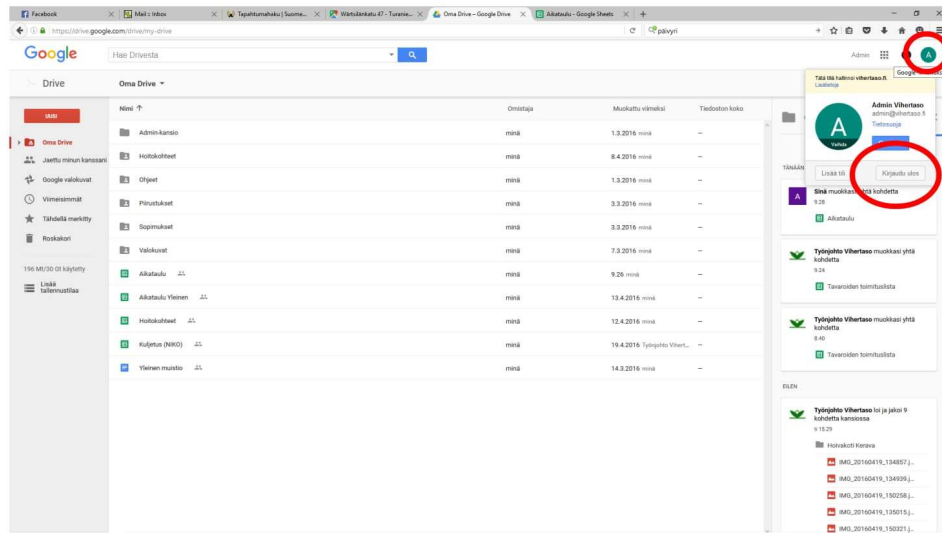 Facebook
Mail :: Inbox
Tapahtumahaku | Suome...
Wärtsilänkatu 47 - Turanie...
Oma Drive – Google Drive
Aikataulu - Google Sheets
https://drive.google.com/drive/my-drive
päivyri
Google
Hae Drivesta
Admin
A
Drive
Oma Drive
Tätä tiliä hallinnoi vihertaso.fi.
Lisätietoja
A
Vaihda
Admin Vihertaso
admin@vihertaso.fi
Tietosuoja
Lisää tili
Kirjaudu ulos
UUSI
Oma Drive
Jaettu minun kanssani
Google valokuvat
Viimeisimmät
Tähdellä merkitty
Roskakori
196 Mt/30 Gt käytetty
Lisää
tallennustilaa
Nimi Omistaja Muokattu viimeksi Tiedoston koko
Admin-kansio minä 1.3.2016 minä –
Hoitokohteet minä 8.4.2016 minä –
Ohjeet minä 1.3.2016 minä –
Piirustukset minä 3.3.2016 minä –
Sopimukset minä 3.3.2016 minä –
Valokuvat minä 7.3.2016 minä –
Aikataulu minä 9.26 minä –
Aikataulu Yleinen minä 13.4.2016 minä –
Hoitokohteet minä 12.4.2016 minä –
Kuljetus (NIKO) minä 19.4.2016 Työnjohto Vihert... –
Yleinen muistio minä 14.3.2016 minä –
TÄNÄÄN
A
Sinä muokkasit yhtä kohdetta
9.28
Aikataulu
Työnjohto Vihertaso muokkasi yhtä
kohdetta
9.24
Tavaroiden toimituslista
Työnjohto Vihertaso muokkasi yhtä
kohdetta
8.40
Tavaroiden toimituslista
EILEN
Työnjohto Vihertaso loi ja jakoi 9
kohdetta kansiossa
15.29
Hoivakoti Kerava
IMG_20160419_134857.j...
IMG_20160419_134939.j...
IMG_20160419_150258.j...
IMG_20160419_135015.j...
IMG_20160419_150321.j...